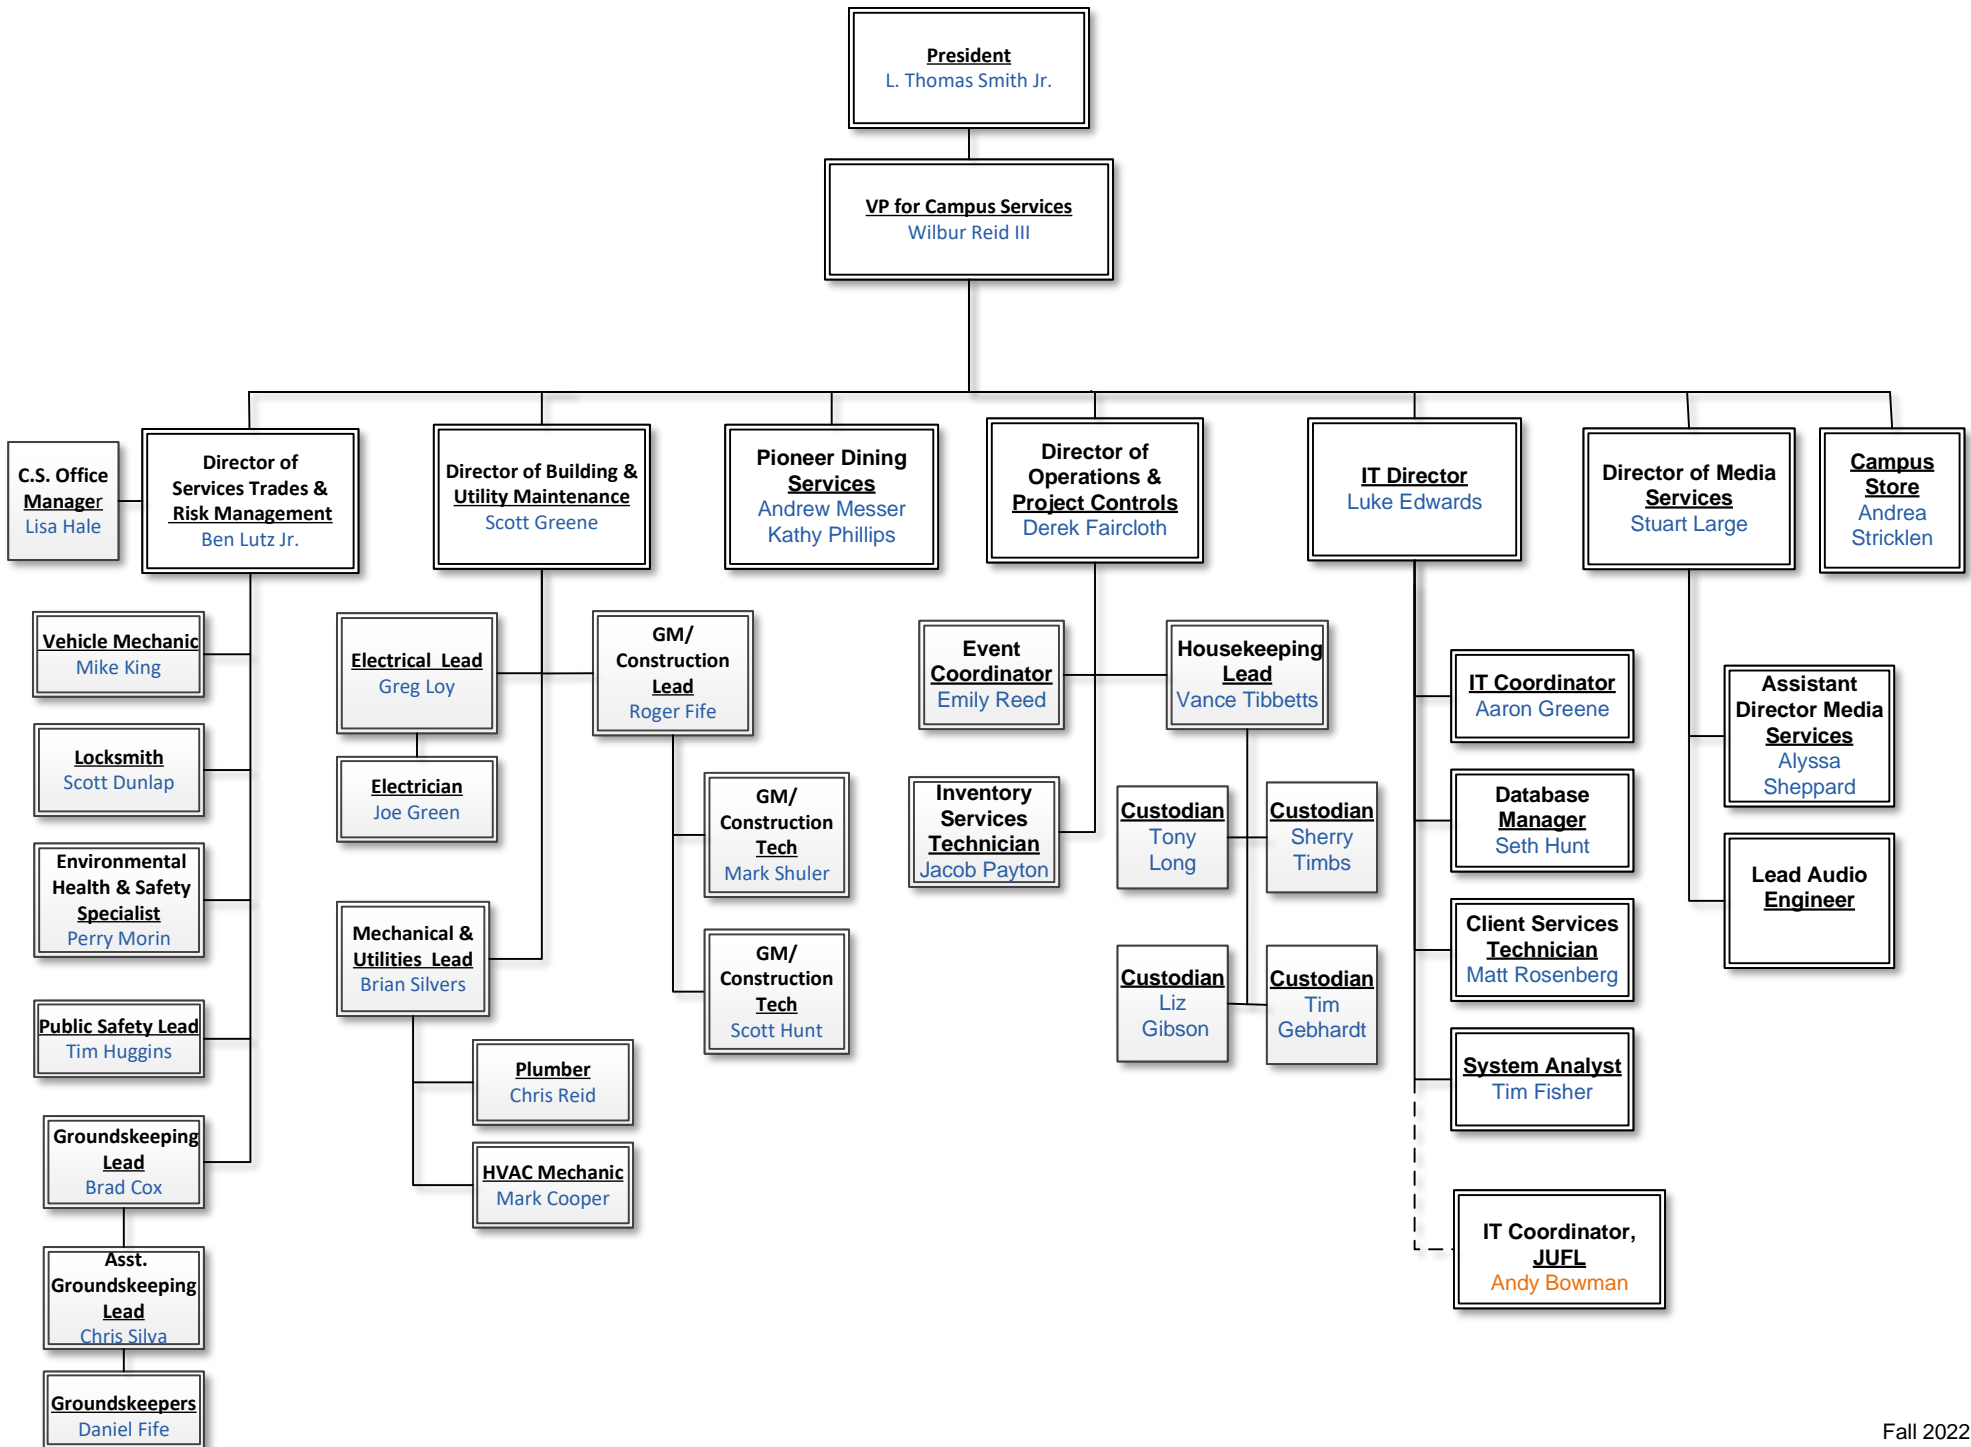 President
L. Thomas Smith Jr.
VP for Campus Services
Wilbur Reid III
C.S. Office
Manager
Lisa Hale
Director of
Services Trades &
Risk Management
Ben Lutz Jr.
Director of Building &
Utility Maintenance
Scott Greene
Pioneer Dining
Services
Andrew Messer
Kathy Phillips
Director of
Operations &
Project Controls
Derek Faircloth
IT Director
Luke Edwards
Director of Media
Services
Stuart Large
Campus
Store
Andrea
Stricklen
Vehicle Mechanic
Mike King
Locksmith
Scott Dunlap
Environmental
Health & Safety
Specialist
Perry Morin
Public Safety Lead
Tim Huggins
Groundskeeping
Lead
Brad Cox
Asst.
Groundskeeping
Lead
Chris Silva
Groundskeepers
Daniel Fife
Electrical Lead
Greg Loy
Electrician
Joe Green
GM/
Construction
Lead
Roger Fife
GM/
Construction
Tech
Mark Shuler
GM/
Construction
Tech
Scott Hunt
Mechanical &
Utilities Lead
Brian Silvers
Plumber
Chris Reid
HVAC Mechanic
Mark Cooper
Event
Coordinator
Emily Reed
Inventory
Services
Technician
Jacob Payton
Housekeeping
Lead
Vance Tibbetts
Custodian
Tony
Long
Custodian
Sherry
Timbs
Custodian
Liz
Gibson
Custodian
Tim
Gebhardt
IT Coordinator
Aaron Greene
Database
Manager
Seth Hunt
Client Services
Technician
Matt Rosenberg
System Analyst
Tim Fisher
IT Coordinator,
JUFL
Andy Bowman
Assistant
Director Media
Services
Alyssa
Sheppard
Lead Audio
Engineer
Fall 2022